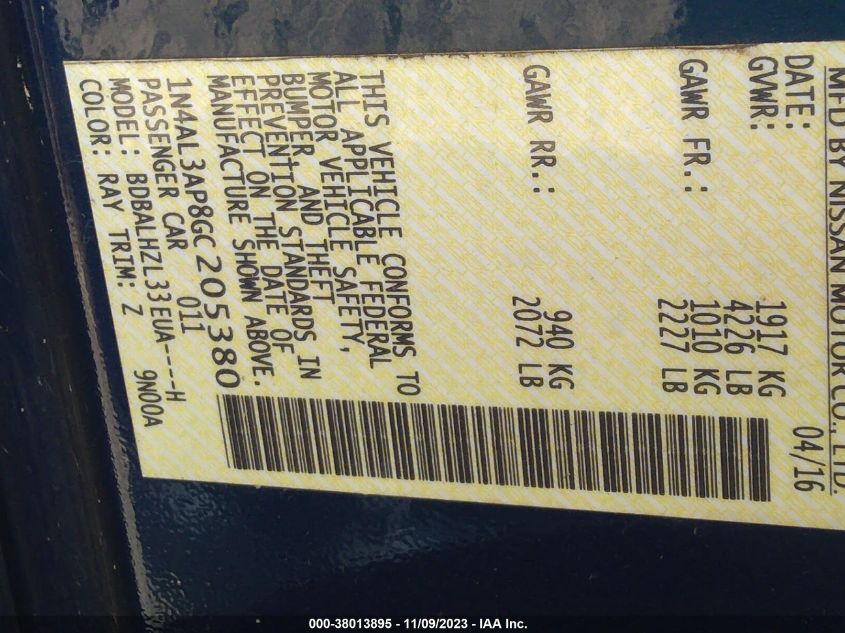 MFD BY NISSAN MOTOR CO., LTD.
DATE: 04/16
GVWR: 1917 KG
4226 LB
GAWR FR.: 1010 KG
2227 LB
GAWR RR.: 940 KG
2072 LB
THIS VEHICLE CONFORMS TO
ALL APPLICABLE FEDERAL
MOTOR VEHICLE SAFETY,
BUMPER, AND THEFT
PREVENTION STANDARDS IN
EFFECT ON THE DATE OF
MANUFACTURE SHOWN ABOVE.
1N4AL3AP8GC205380
PASSENGER CAR 011
MODEL: BDBALHZL33EUA----H
COLOR: RAY TRIM: Z 9N00A
000-38013895 - 11/09/2023 - IAA Inc.